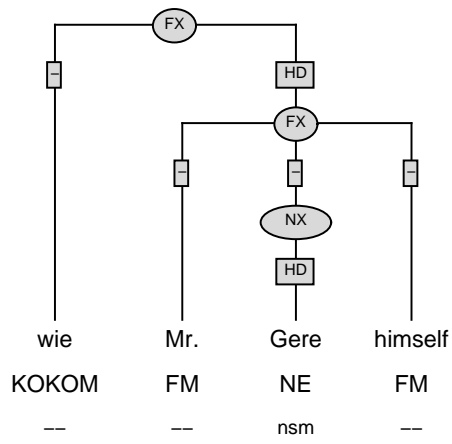 FX
– HD
FX
– – –
NX
HD
wie Mr. Gere himself
KOKOM FM NE FM
−− −− nsm −−